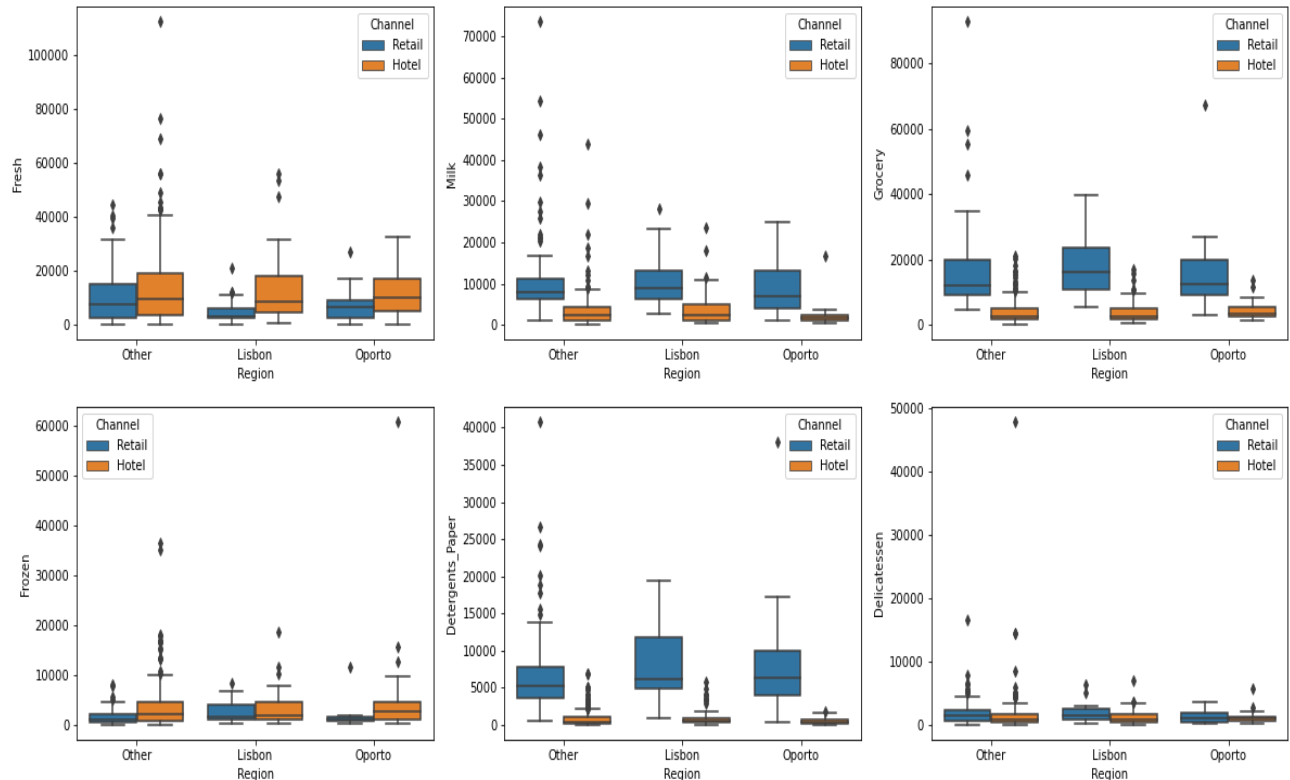 Fresh
100000
80000
60000
40000
20000
0
Channel
Retail
Hotel
Other Lisbon Oporto
Region
Milk
70000
60000
50000
40000
30000
20000
10000
0
Channel
Retail
Hotel
Other Lisbon Oporto
Region
Grocery
80000
60000
40000
20000
0
Channel
Retail
Hotel
Other Lisbon Oporto
Region
Frozen
60000
50000
40000
30000
20000
10000
0
Channel
Retail
Hotel
Other Lisbon Oporto
Region
Detergents_Paper
40000
35000
30000
25000
20000
15000
10000
5000
0
Channel
Retail
Hotel
Other Lisbon Oporto
Region
Delicatessen
50000
40000
30000
20000
10000
0
Channel
Retail
Hotel
Other Lisbon Oporto
Region